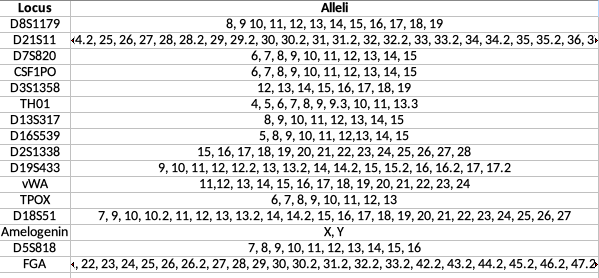 Locus Alleli
D8S1179 8, 9 10, 11, 12, 13, 14, 15, 16, 17, 18, 19
D21S11 4.2, 25, 26, 27, 28, 28.2, 29, 29.2, 30, 30.2, 31, 31.2, 32, 32.2, 33, 33.2, 34, 34.2, 35, 35.2, 36, 3
D7S820 6, 7, 8, 9, 10, 11, 12, 13, 14, 15
CSF1PO 6, 7, 8, 9, 10, 11, 12, 13, 14, 15
D3S1358 12, 13, 14, 15, 16, 17, 18, 19
TH01 4, 5, 6, 7, 8, 9, 9.3, 10, 11, 13.3
D13S317 8, 9, 10, 11, 12, 13, 14, 15
D16S539 5, 8, 9, 10, 11, 12,13, 14, 15
D2S1338 15, 16, 17, 18, 19, 20, 21, 22, 23, 24, 25, 26, 27, 28
D19S433 9, 10, 11, 12, 12.2, 13, 13.2, 14, 14.2, 15, 15.2, 16, 16.2, 17, 17.2
vWA 11,12, 13, 14, 15, 16, 17, 18, 19, 20, 21, 22, 23, 24
TPOX 6, 7, 8, 9, 10, 11, 12, 13
D18S51 7, 9, 10, 10.2, 11, 12, 13, 13.2, 14, 14.2, 15, 16, 17, 18, 19, 20, 21, 22, 23, 24, 25, 26, 27
Amelogenin X, Y
D5S818 7, 8, 9, 10, 11, 12, 13, 14, 15, 16
FGA , 22, 23, 24, 25, 26, 26.2, 27, 28, 29, 30, 30.2, 31.2, 32.2, 33.2, 42.2, 43.2, 44.2, 45.2, 46.2, 47.2